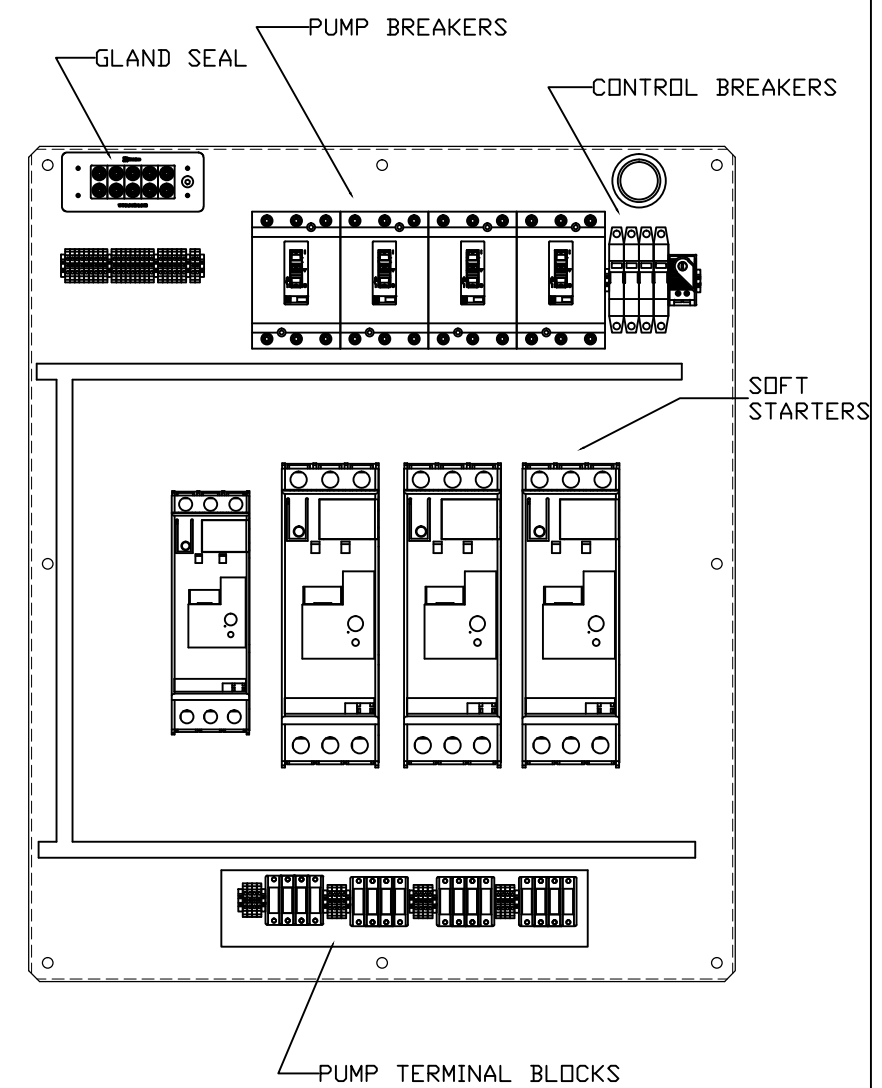 PUMP BREAKERS
GLAND SEAL
CONTROL BREAKERS
SOFT
STARTERS
PUMP TERMINAL BLOCKS